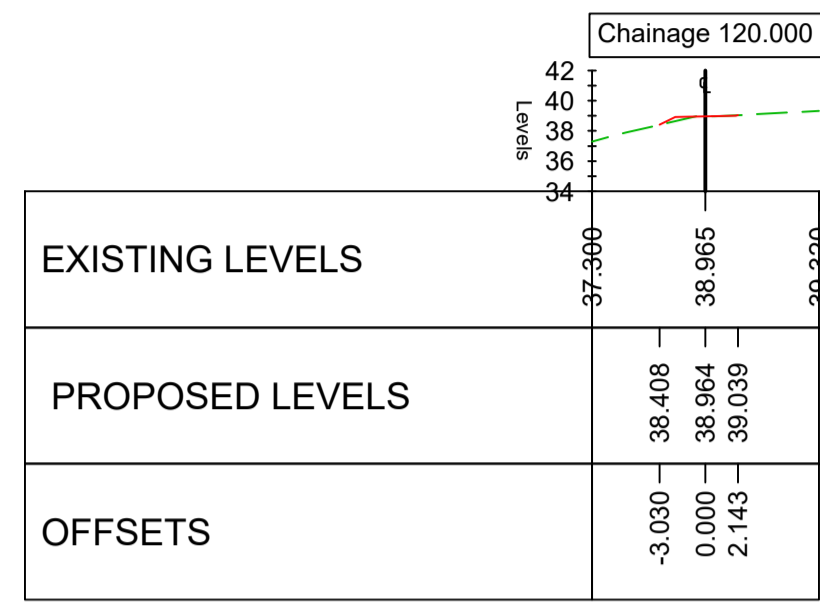 Chainage 120.000
42
40
38
36
34
Levels
℄
EXISTING LEVELS
37.300
38.965
PROPOSED LEVELS
38.408
38.964
39.039
OFFSETS
-3.030
0.000
2.143